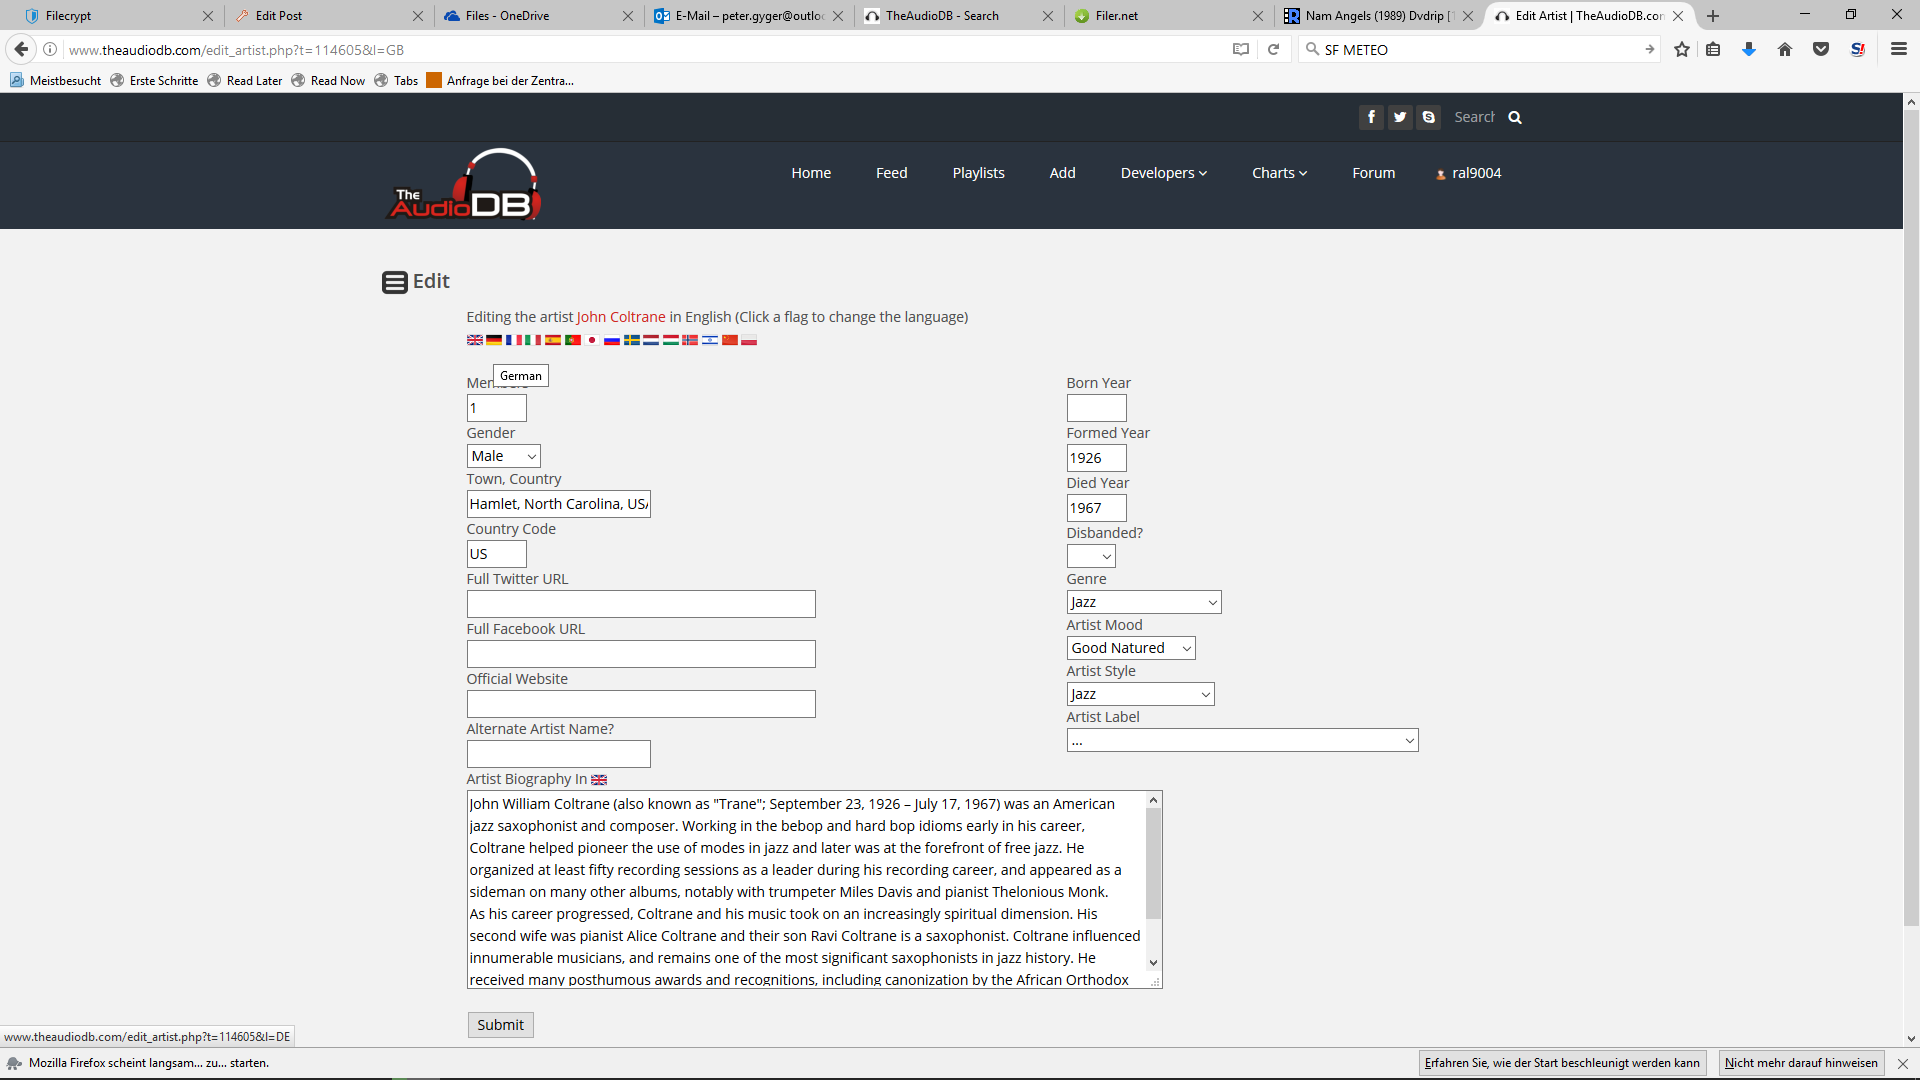 Filecrypt
Edit Post
Files - OneDrive
E-Mail – peter.gyger@outlo
TheAudioDB - Search
Filer.net
Nam Angels (1989) Dvdrip [
Edit Artist | TheAudioDB.con
www.theaudiodb.com/edit_artist.php?t=114605&l=GB
SF METEO
Meistbesucht
Erste Schritte
Read Later
Read Now
Tabs
Anfrage bei der Zentra...
Search
The AudioDB
Home
Feed
Playlists
Add
Developers
Charts
Forum
ral9004
Edit
Editing the artist John Coltrane in English (Click a flag to change the language)
German
1
Gender
Male
Town, Country
Hamlet, North Carolina, USA
Country Code
US
Full Twitter URL
Full Facebook URL
Official Website
Alternate Artist Name?
Born Year
Formed Year
1926
Died Year
1967
Disbanded?
Genre
Jazz
Artist Mood
Good Natured
Artist Style
Jazz
Artist Label
...
Artist Biography In
John William Coltrane (also known as "Trane"; September 23, 1926 – July 17, 1967) was an American
jazz saxophonist and composer. Working in the bebop and hard bop idioms early in his career,
Coltrane helped pioneer the use of modes in jazz and later was at the forefront of free jazz. He
organized at least fifty recording sessions as a leader during his recording career, and appeared as a
sideman on many other albums, notably with trumpeter Miles Davis and pianist Thelonious Monk.
As his career progressed, Coltrane and his music took on an increasingly spiritual dimension. His
second wife was pianist Alice Coltrane and their son Ravi Coltrane is a saxophonist. Coltrane influenced
innumerable musicians, and remains one of the most significant saxophonists in jazz history. He
received many posthumous awards and recognitions, including canonization by the African Orthodox
Submit
www.theaudiodb.com/edit_artist.php?t=114605&l=DE
Mozilla Firefox scheint langsam... zu... starten.
Erfahren Sie, wie der Start beschleunigt werden kann
Nicht mehr darauf hinweisen